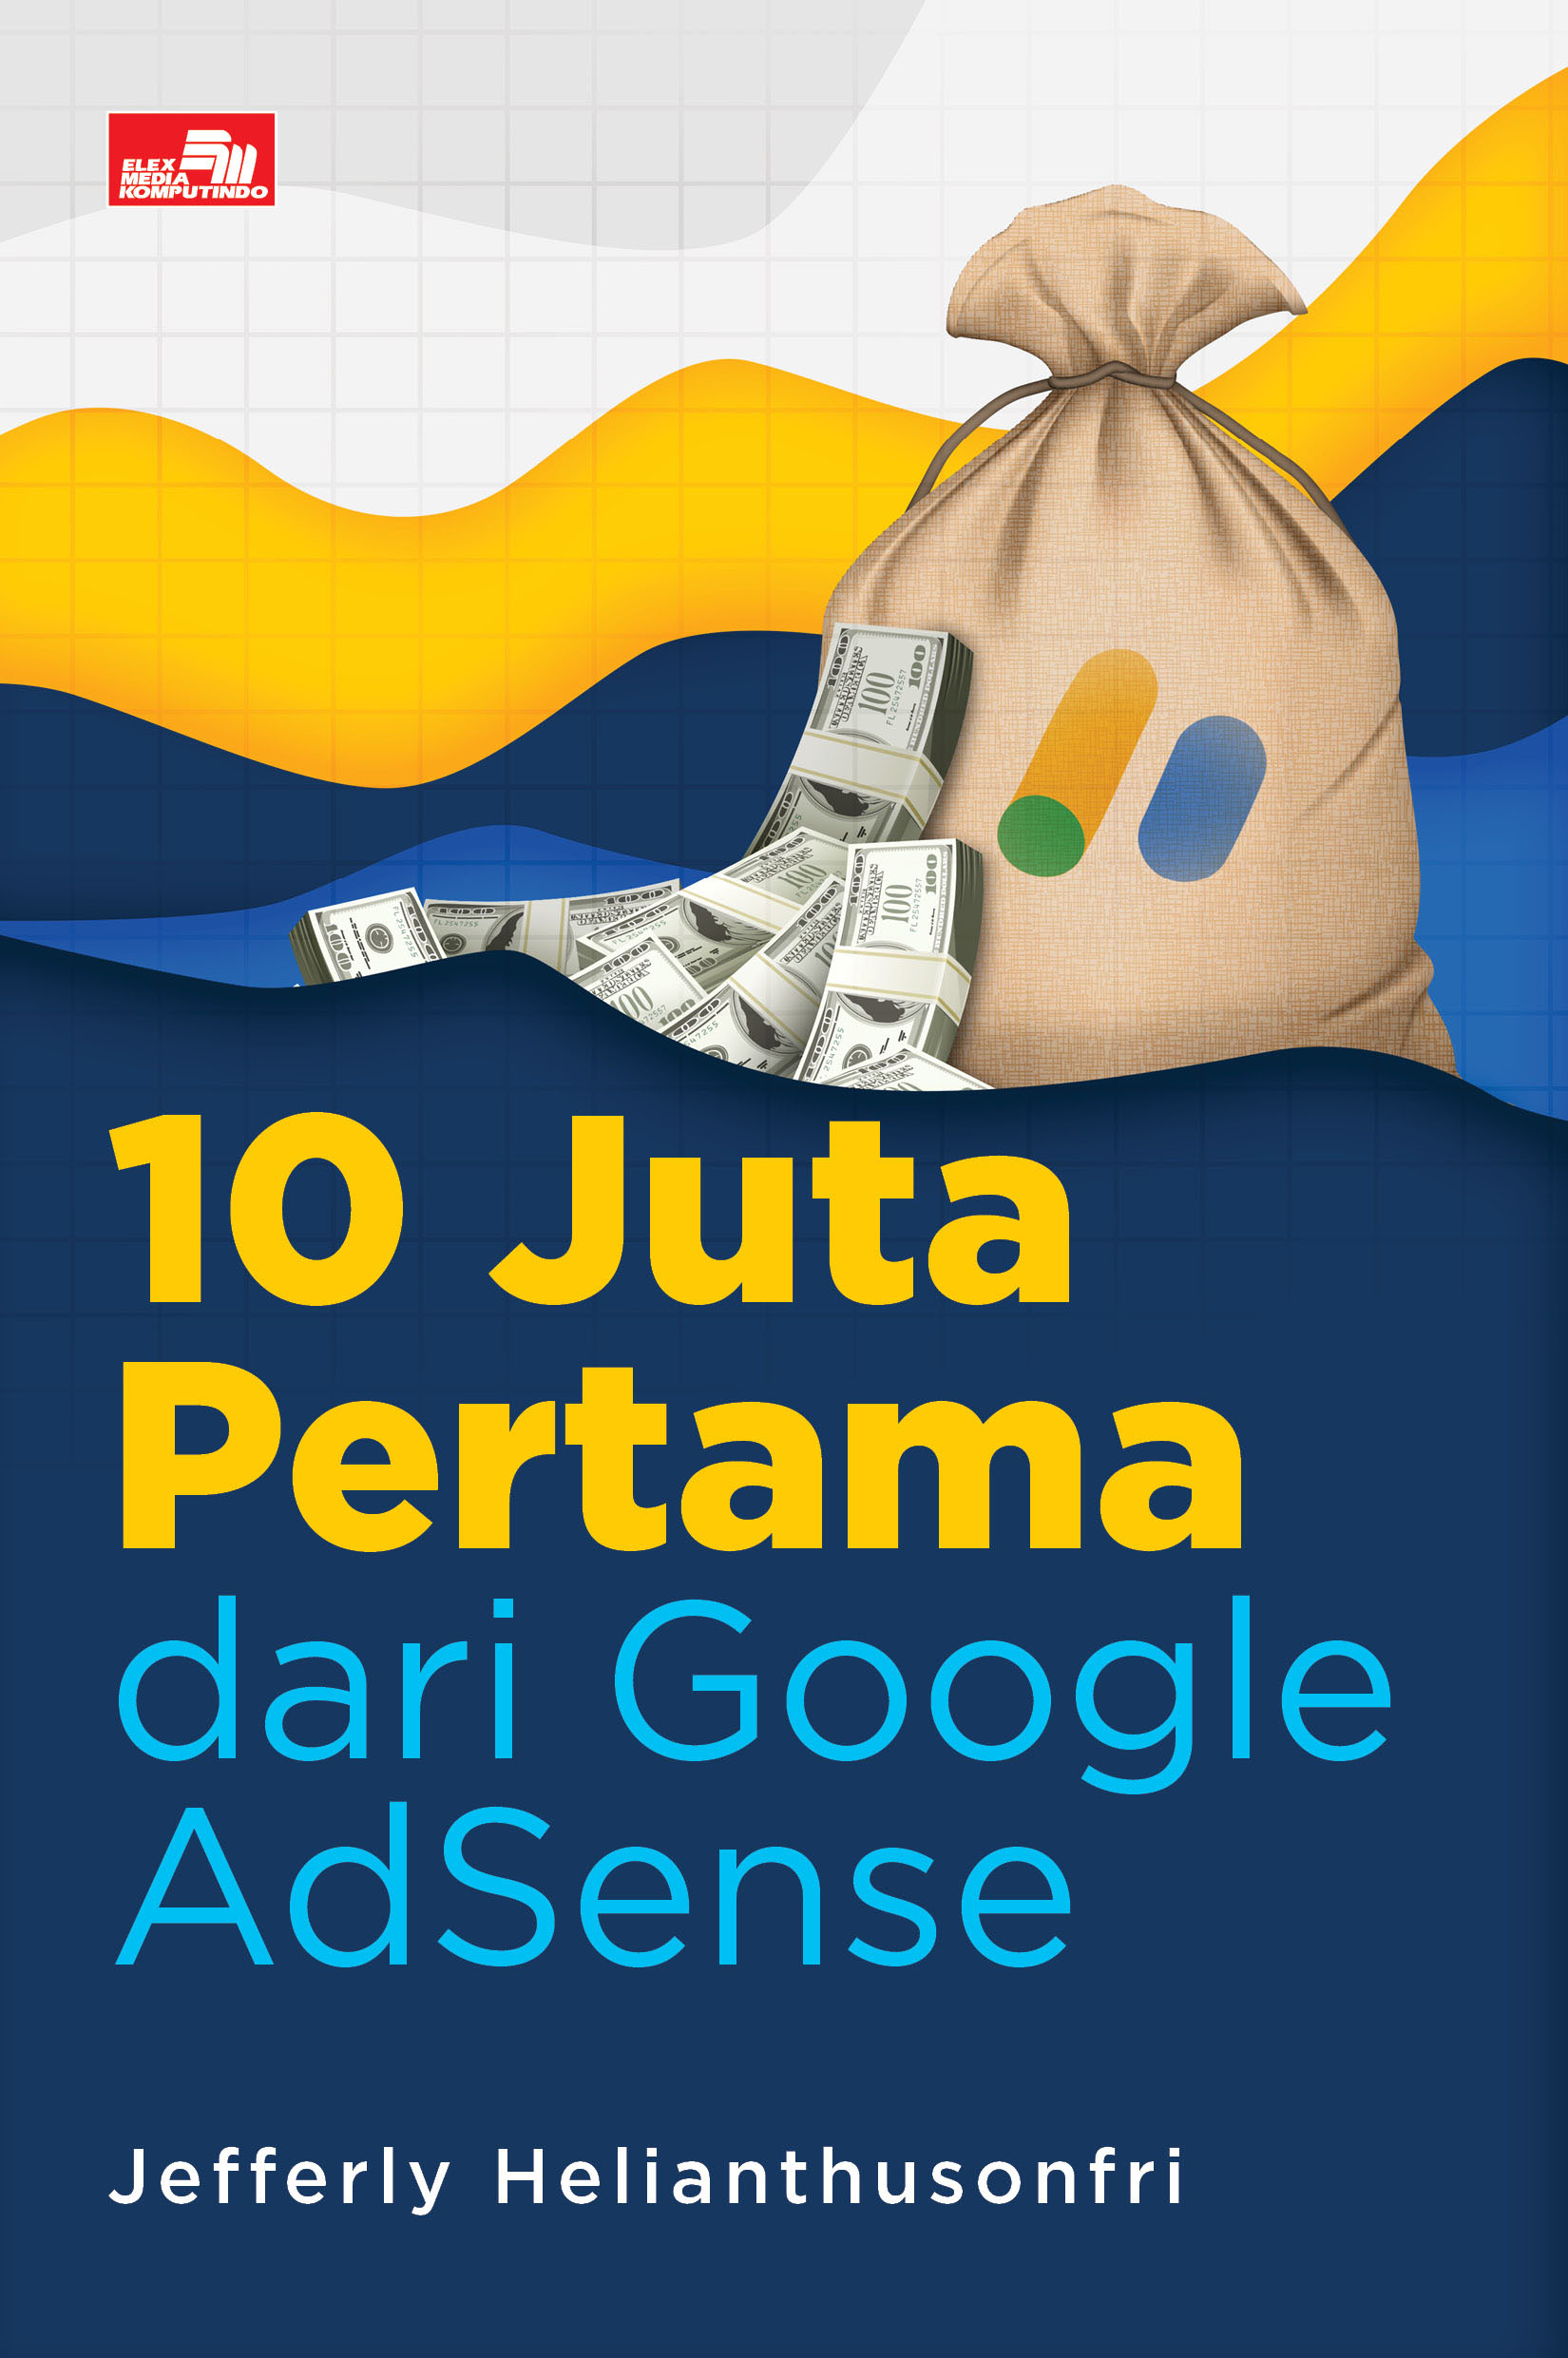 ELEX
MEDIA
KOMPUTINDO
10 Juta
Pertama
dari Google
AdSense
Jefferly Helianthusonfri